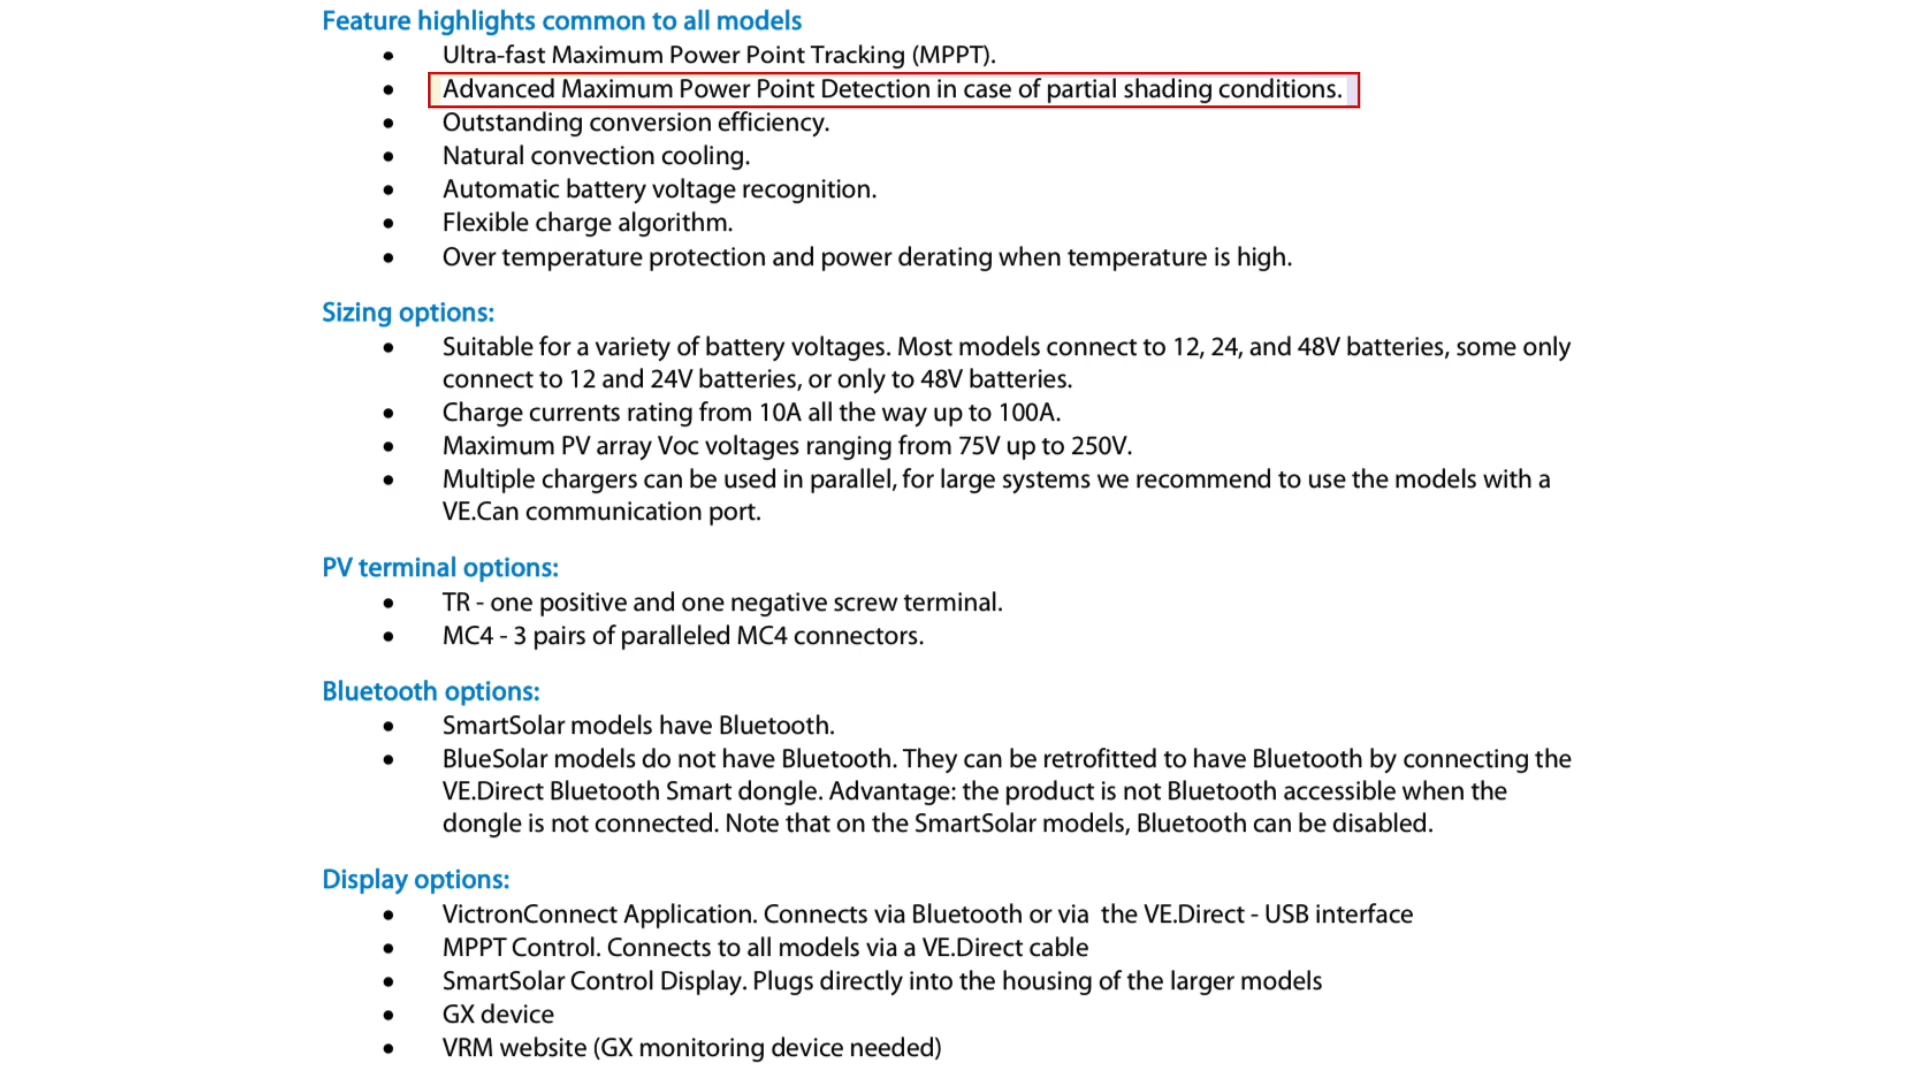 Feature highlights common to all models
• Ultra-fast Maximum Power Point Tracking (MPPT).
• Advanced Maximum Power Point Detection in case of partial shading conditions.
• Outstanding conversion efficiency.
• Natural convection cooling.
• Automatic battery voltage recognition.
• Flexible charge algorithm.
• Over temperature protection and power derating when temperature is high.
Sizing options:
• Suitable for a variety of battery voltages. Most models connect to 12, 24, and 48V batteries, some only
connect to 12 and 24V batteries, or only to 48V batteries.
• Charge currents rating from 10A all the way up to 100A.
• Maximum PV array Voc voltages ranging from 75V up to 250V.
• Multiple chargers can be used in parallel, for large systems we recommend to use the models with a
VE.Can communication port.
PV terminal options:
• TR - one positive and one negative screw terminal.
• MC4 - 3 pairs of paralleled MC4 connectors.
Bluetooth options:
• SmartSolar models have Bluetooth.
• BlueSolar models do not have Bluetooth. They can be retrofitted to have Bluetooth by connecting the
VE.Direct Bluetooth Smart dongle. Advantage: the product is not Bluetooth accessible when the
dongle is not connected. Note that on the SmartSolar models, Bluetooth can be disabled.
Display options:
• VictronConnect Application. Connects via Bluetooth or via the VE.Direct - USB interface
• MPPT Control. Connects to all models via a VE.Direct cable
• SmartSolar Control Display. Plugs directly into the housing of the larger models
• GX device
• VRM website (GX monitoring device needed)